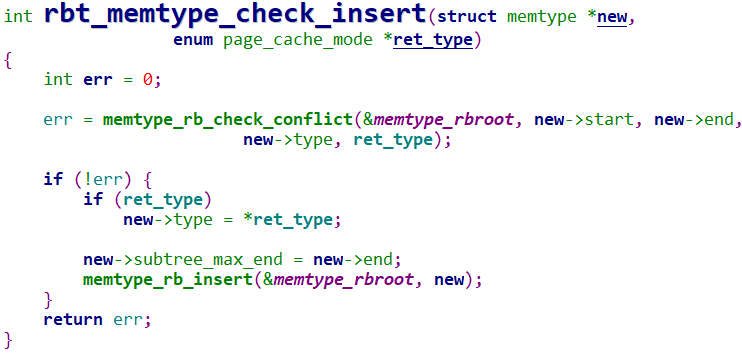 int rbt_memtype_check_insert(struct memtype *new,
enum page_cache_mode *ret_type)
{
int err = 0;
err = memtype_rb_check_conflict(&memtype_rbroot, new->start, new->end,
new->type, ret_type);
if (!err) {
if (ret_type)
new->type = *ret_type;
new->subtree_max_end = new->end;
memtype_rb_insert(&memtype_rbroot, new);
}
return err;
}